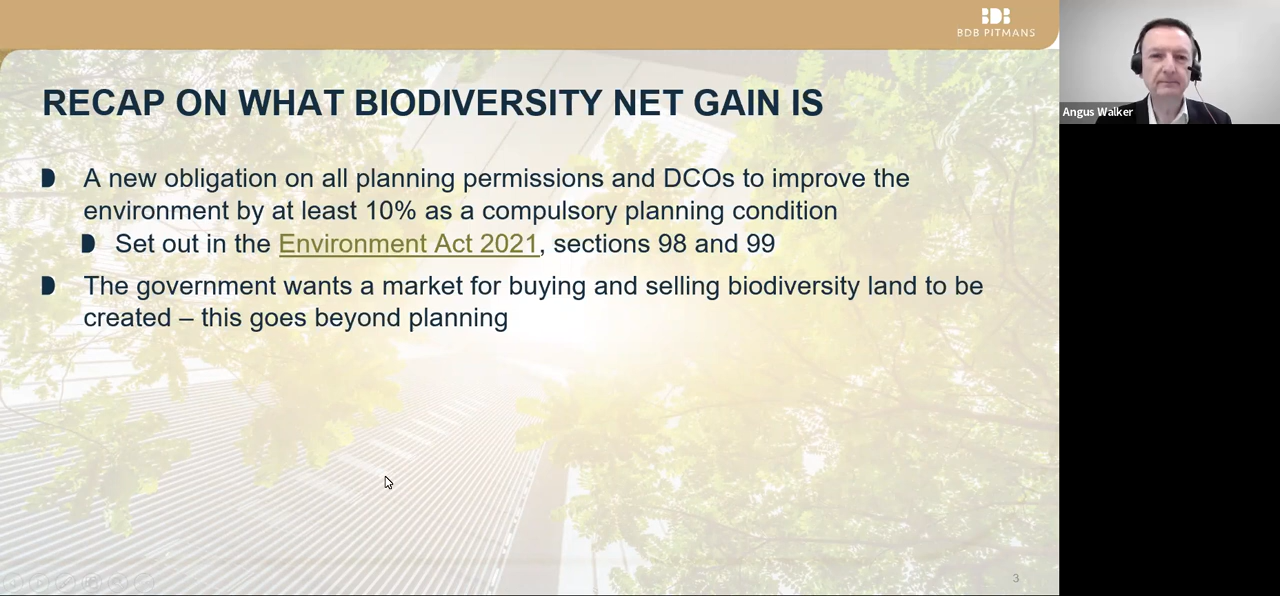 BDB
BDB PITMANS
RECAP ON WHAT BIODIVERSITY NET GAIN IS
A new obligation on all planning permissions and DCOs to improve the
environment by at least 10% as a compulsory planning condition
Set out in the Environment Act 2021, sections 98 and 99
The government wants a market for buying and selling biodiversity land to be
created – this goes beyond planning
3
Angus Walker